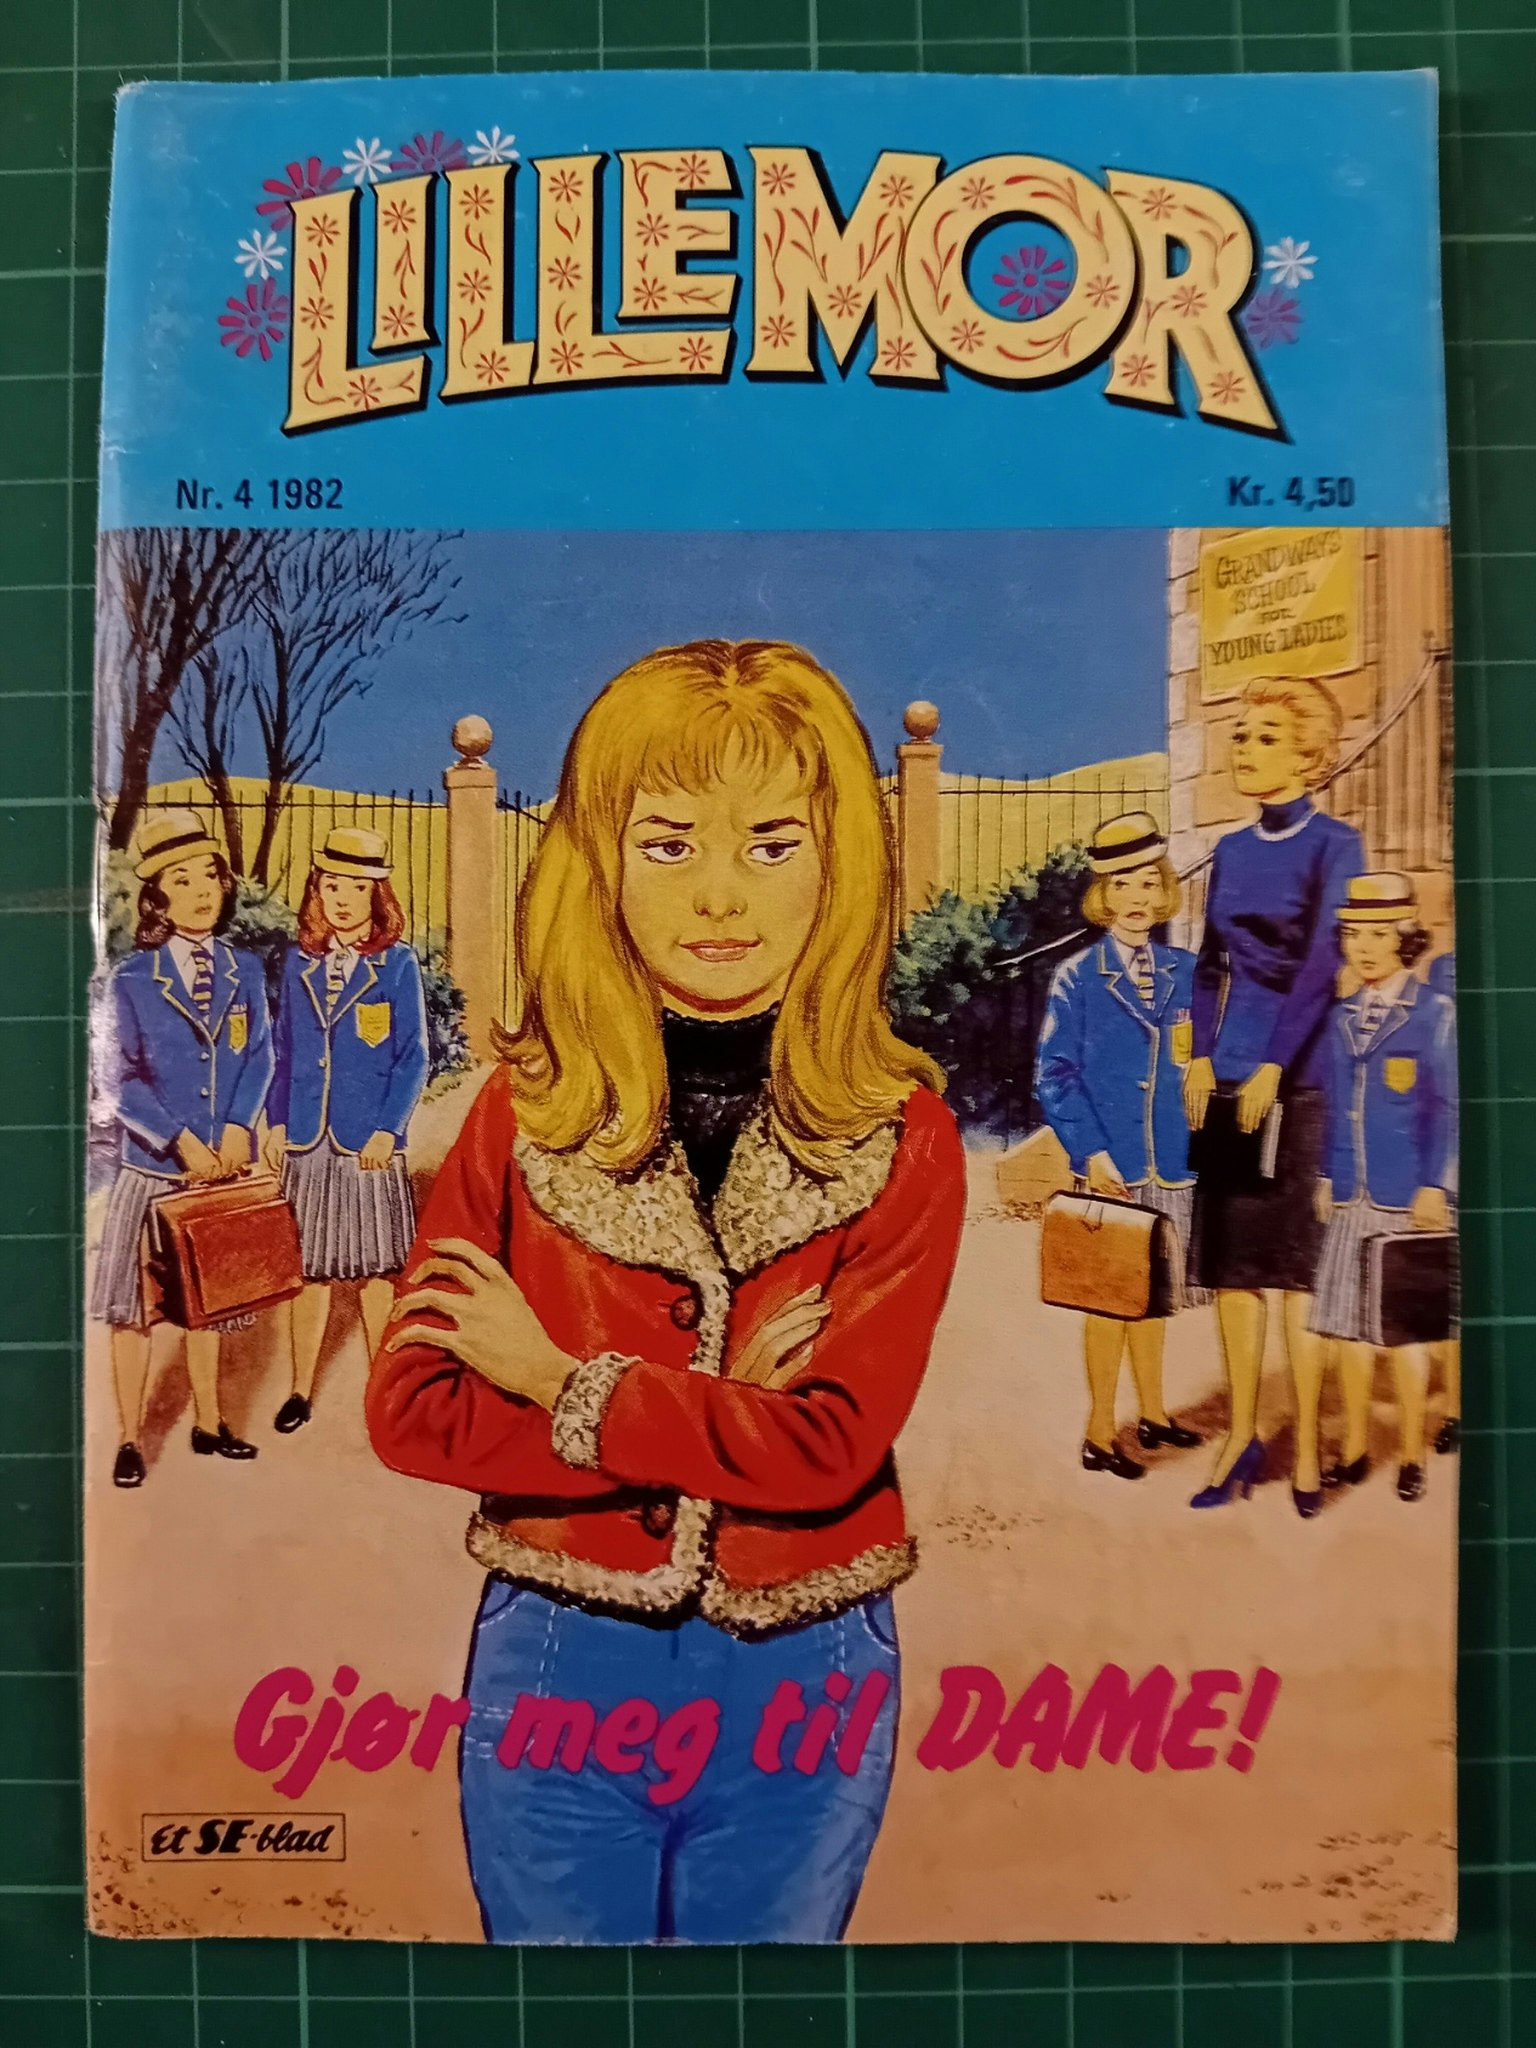 LILLEMOR
Nr. 4 1982
Kr. 4,50
GRANDWAYS
SCHOOL
FOR
YOUNG LADIES
Gjør meg til DAME!
Et SE-blad